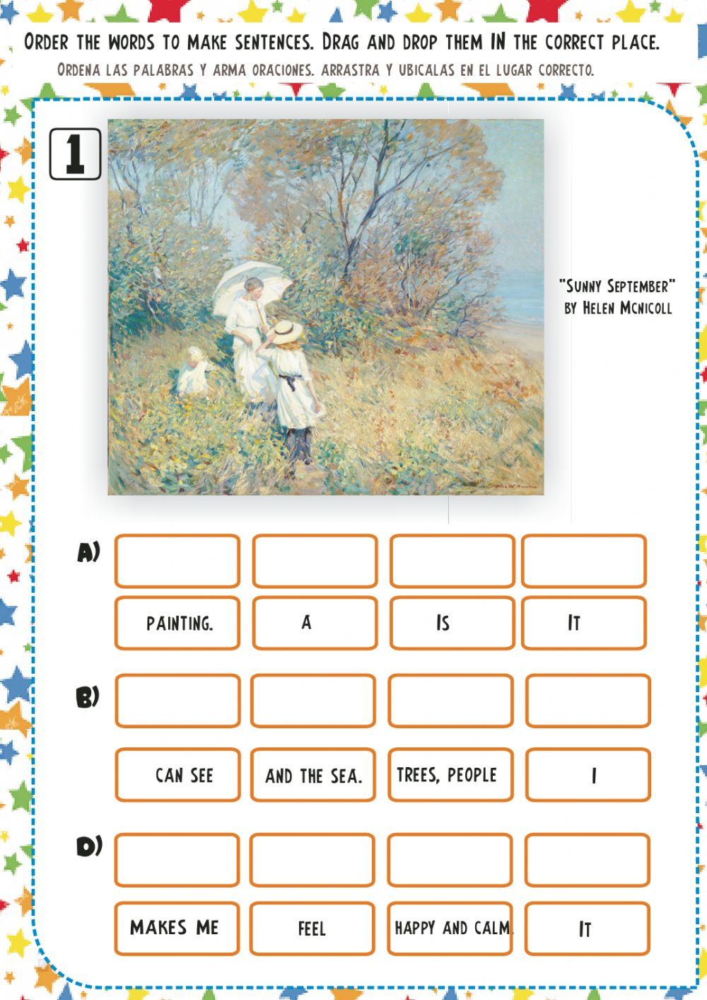 Order the words to make sentences. Drag and drop them in the correct place.
Ordena las palabras y arma oraciones. arrastra y ubicalas en el lugar correcto.
1
"Sunny September"
by Helen Mcnicoll
A)
painting. a Is It
B)
can see and the sea. trees, people I
D)
makes me feel happy and calm. It